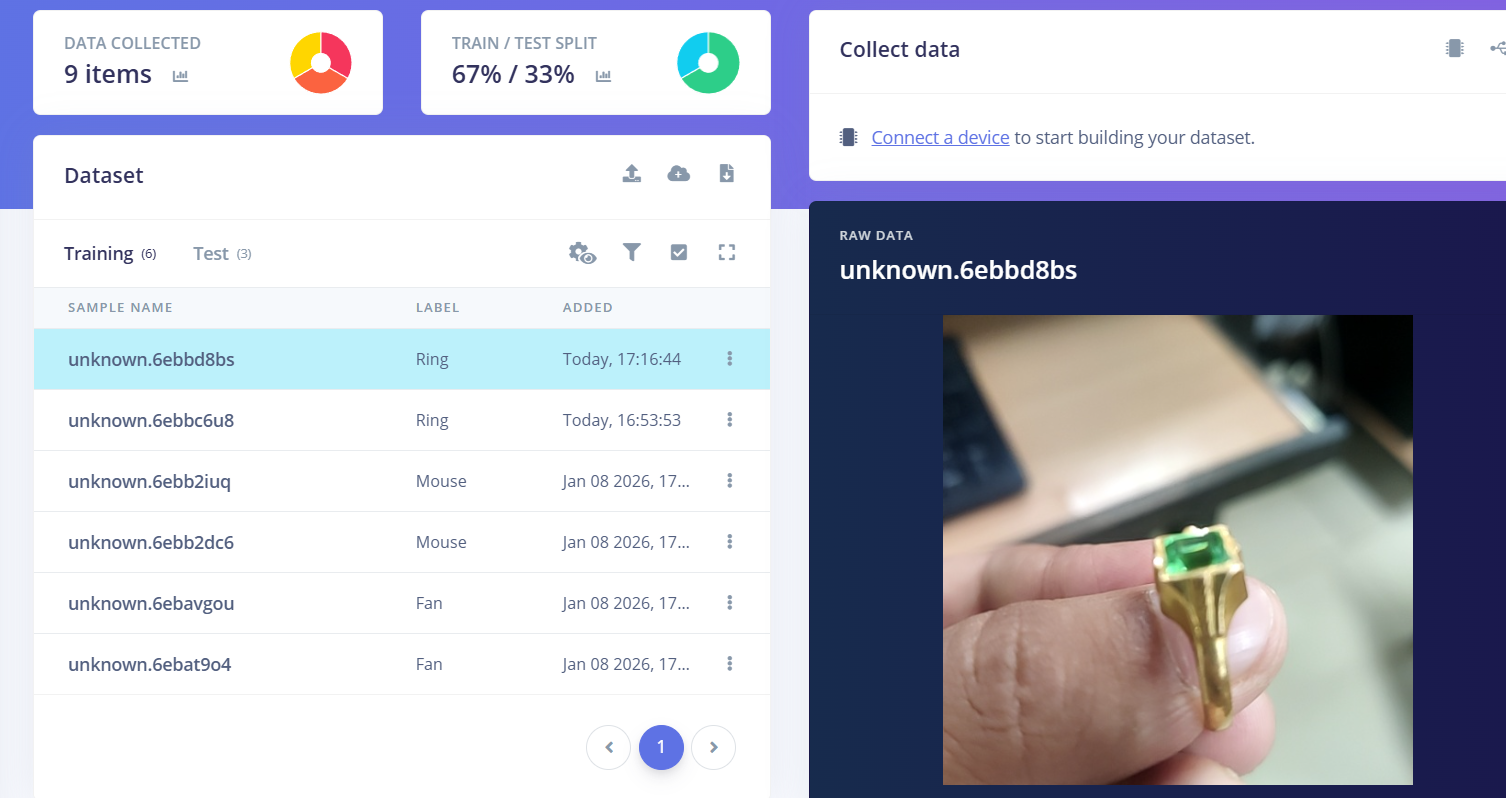 DATA COLLECTED
9 items
TRAIN / TEST SPLIT
67% / 33%
Collect data
Connect a device to start building your dataset.
Dataset
Training (6) Test (3)
SAMPLE NAME LABEL ADDED
unknown.6ebbd8bs Ring Today, 17:16:44
unknown.6ebbc6u8 Ring Today, 16:53:53
unknown.6ebb2iuq Mouse Jan 08 2026, 17...
unknown.6ebb2dc6 Mouse Jan 08 2026, 17...
unknown.6ebavgou Fan Jan 08 2026, 17...
unknown.6ebat9o4 Fan Jan 08 2026, 17...
1
RAW DATA
unknown.6ebbd8bs